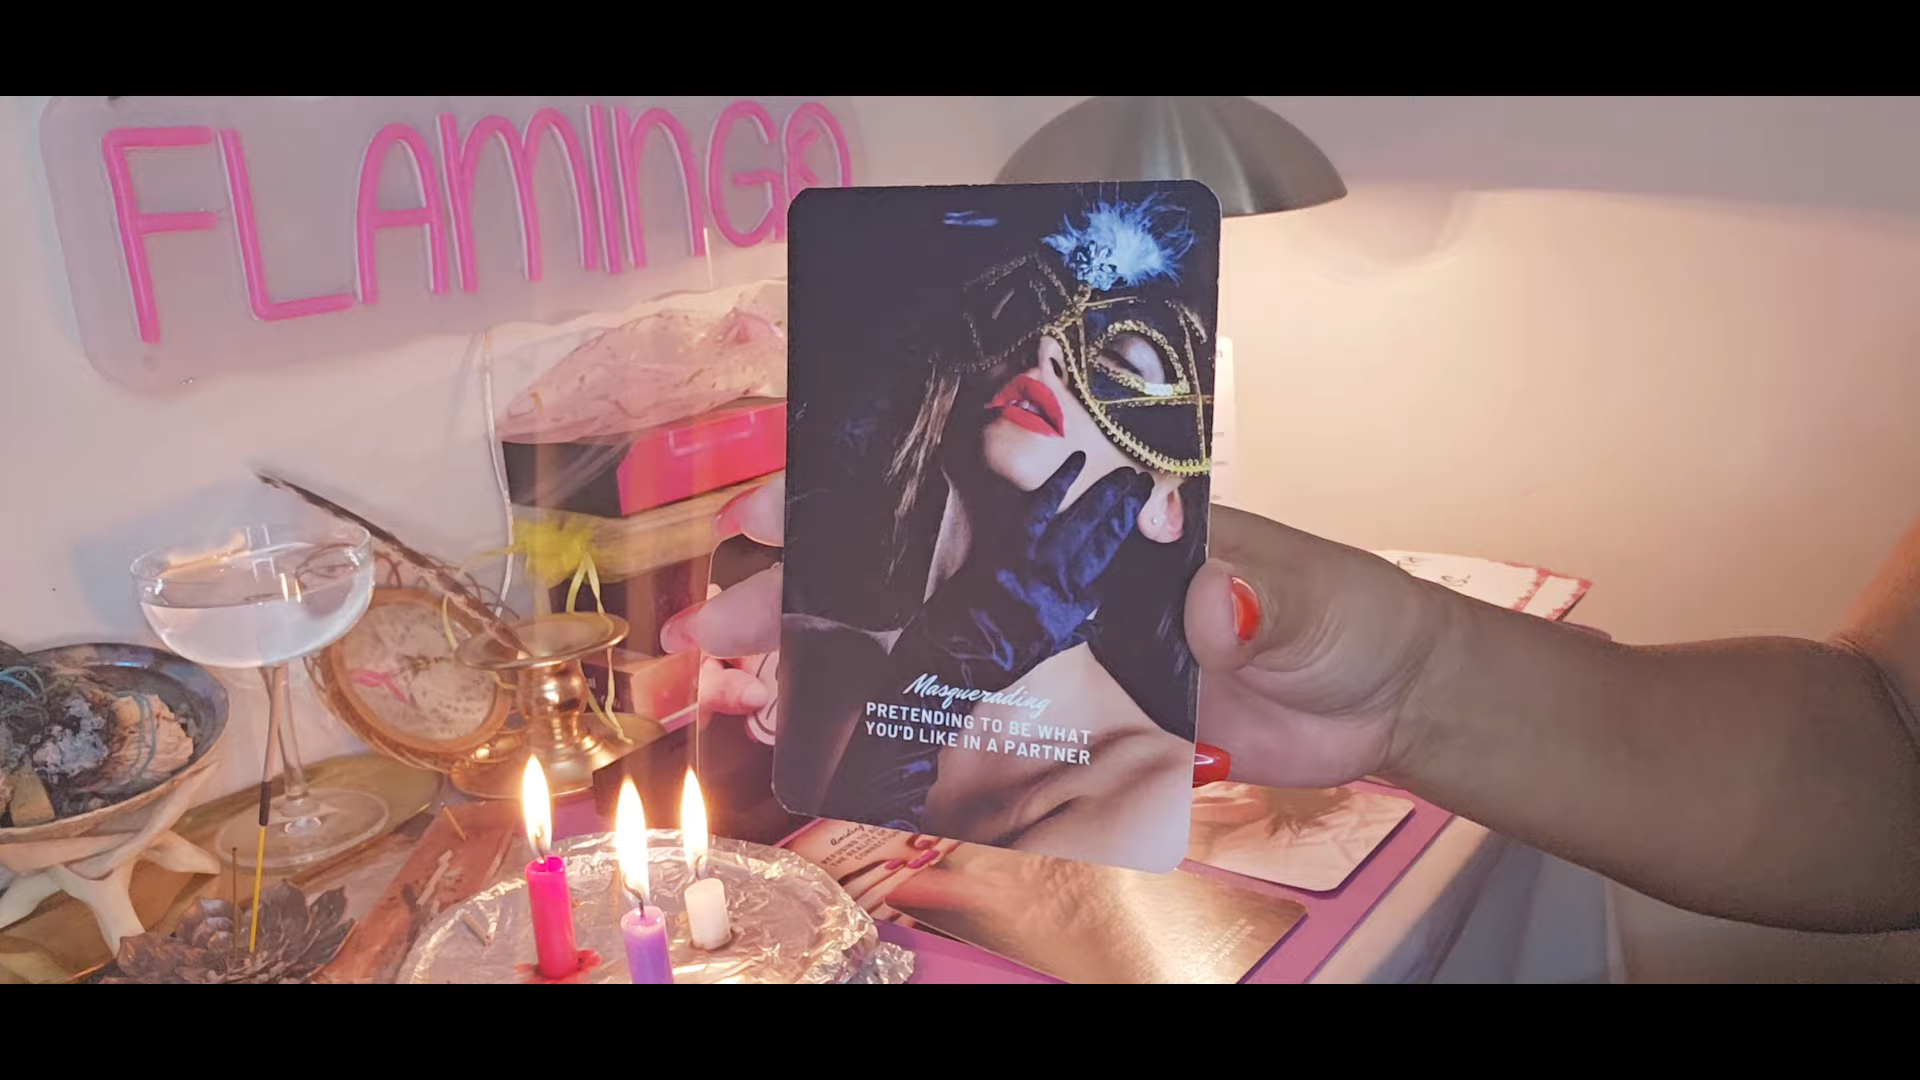 FLAMINGO
Masquerading
PRETENDING TO BE WHAT
YOU'D LIKE IN A PARTNER